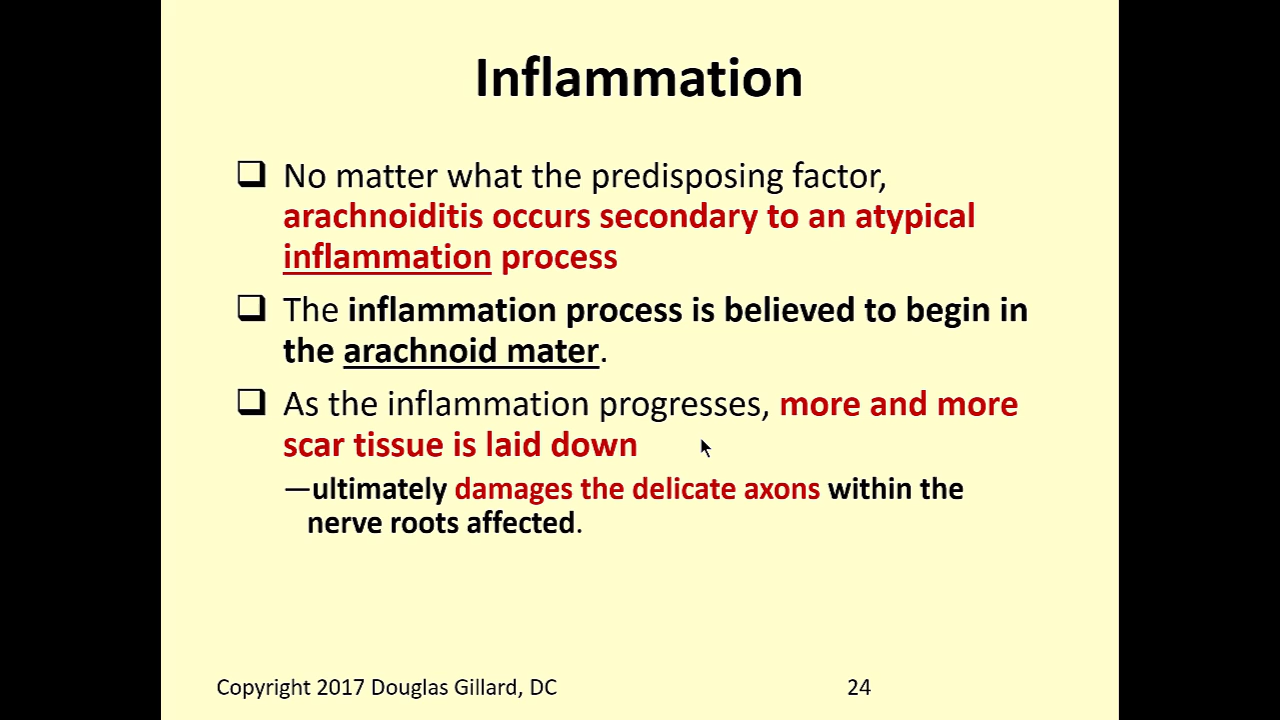 Inflammation
❑ No matter what the predisposing factor,
arachnoiditis occurs secondary to an atypical
inflammation process
❑ The inflammation process is believed to begin in
the arachnoid mater.
❑ As the inflammation progresses, more and more
scar tissue is laid down
—ultimately damages the delicate axons within the
nerve roots affected.
Copyright 2017 Douglas Gillard, DC 24